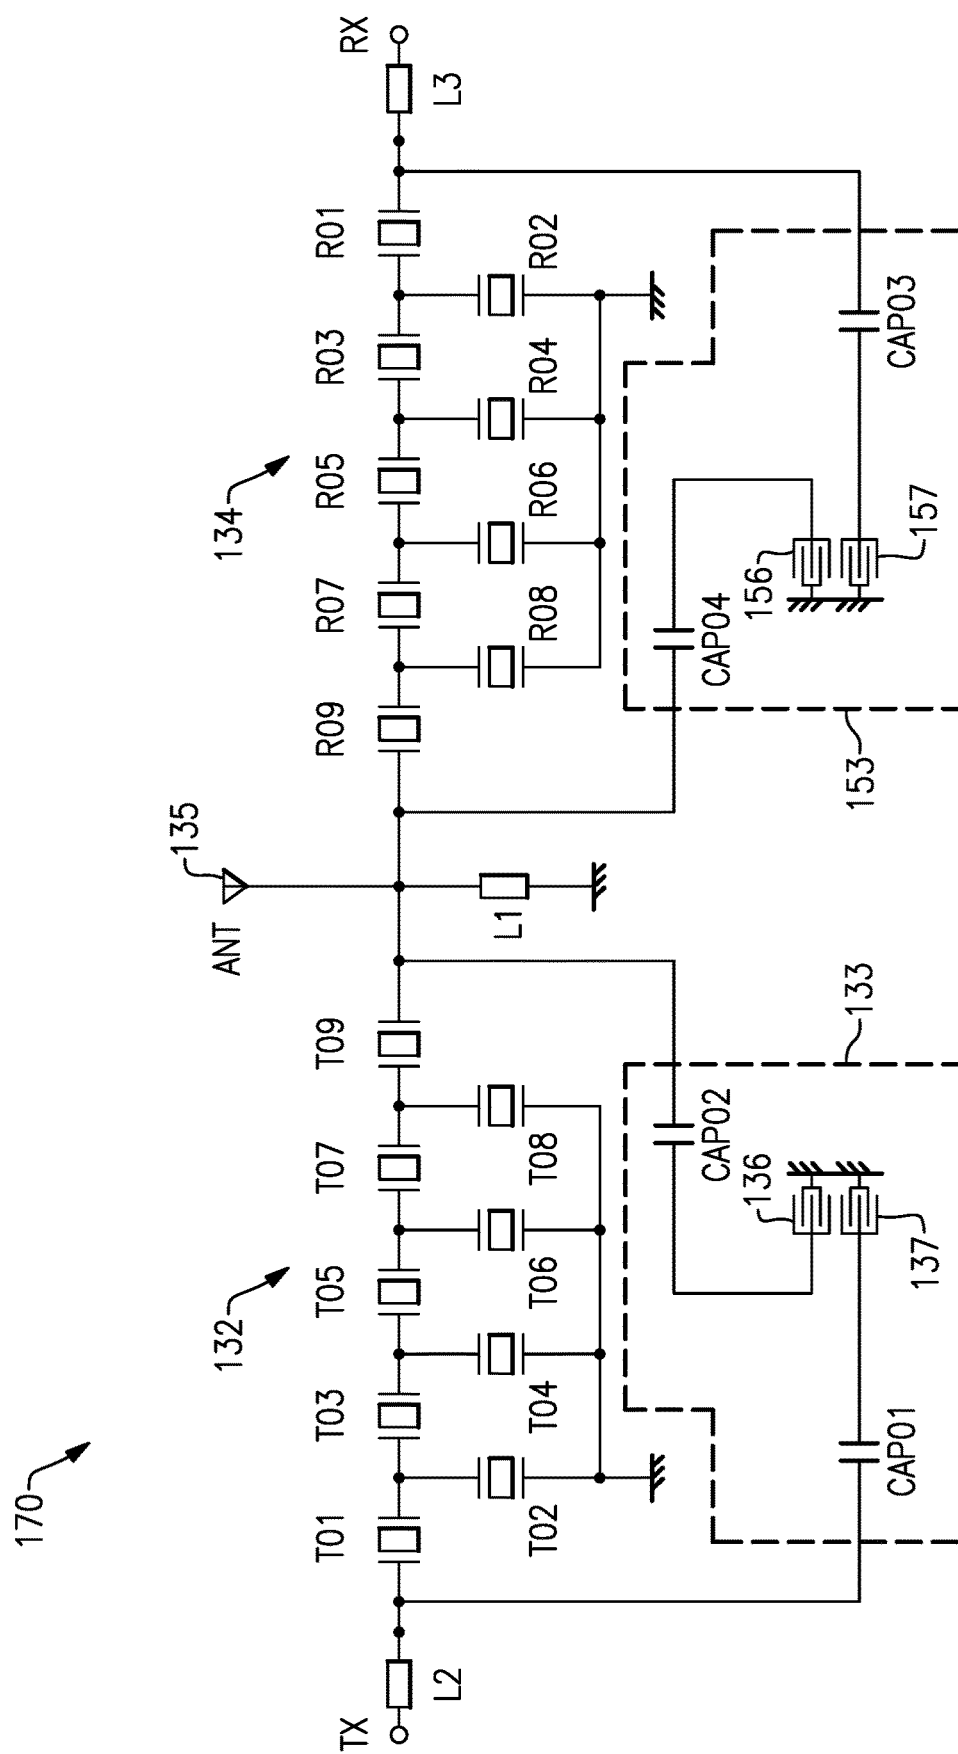 170
132
134
ANT
135
TX
L2
T01
T03
T05
T07
T09
R09
R07
R05
R03
R01
L3
RX
T02
T04
T06
T08
L1
R08
R06
R04
R02
CAP02
CAP04
136
133
153
156
CAP01
137
157
CAP03